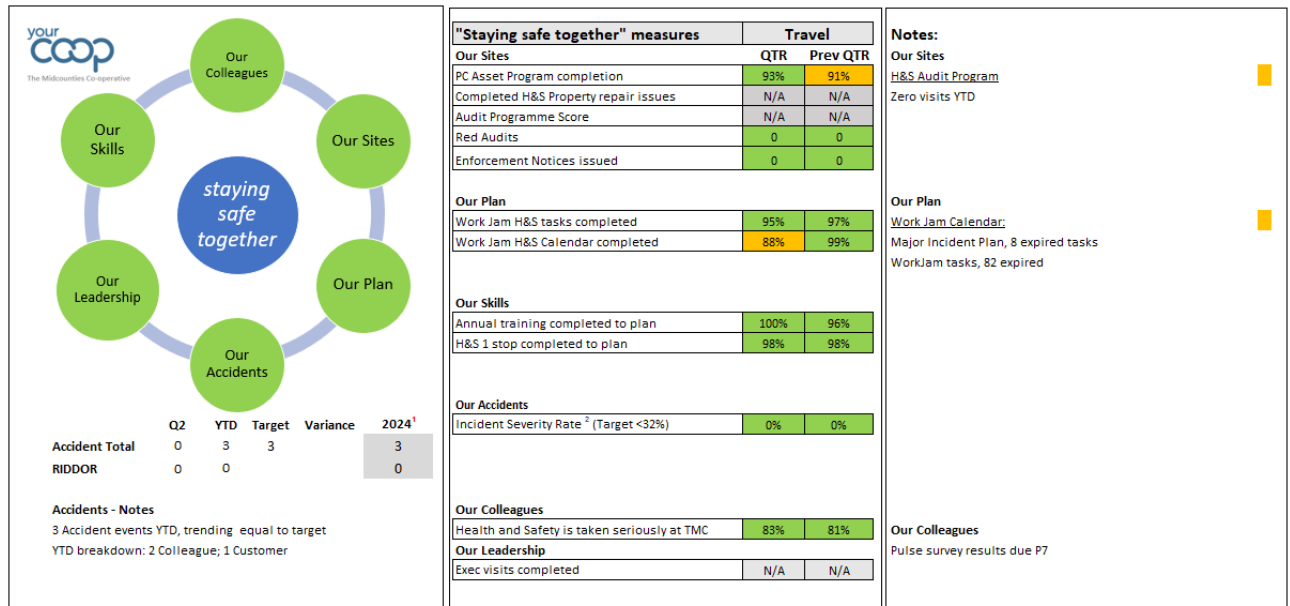 your
COOP
The Midcounties Co-operative
Our
Colleagues
Our Sites
Our Plan
Our
Accidents
Our
Leadership
Our
Skills
staying
safe
together
Q2 YTD Target Variance 2024¹
Accident Total 0 3 3 3
RIDDOR 0 0 0
Accidents - Notes
3 Accident events YTD, trending equal to target
YTD breakdown: 2 Colleague; 1 Customer
"Staying safe together" measures Travel
Our Sites QTR Prev QTR
PC Asset Program completion 93% 91%
Completed H&S Property repair issues N/A N/A
Audit Programme Score N/A N/A
Red Audits 0 0
Enforcement Notices issued 0 0
Our Plan
Work Jam H&S tasks completed 95% 97%
Work Jam H&S Calendar completed 88% 99%
Our Skills
Annual training completed to plan 100% 96%
H&S 1 stop completed to plan 98% 98%
Our Accidents
Incident Severity Rate ² (Target <32%) 0% 0%
Our Colleagues
Health and Safety is taken seriously at TMC 83% 81%
Our Leadership
Exec visits completed N/A N/A
Notes:
Our Sites
H&S Audit Program
Zero visits YTD
Our Plan
Work Jam Calendar:
Major Incident Plan, 8 expired tasks
WorkJam tasks, 82 expired
Our Colleagues
Pulse survey results due P7